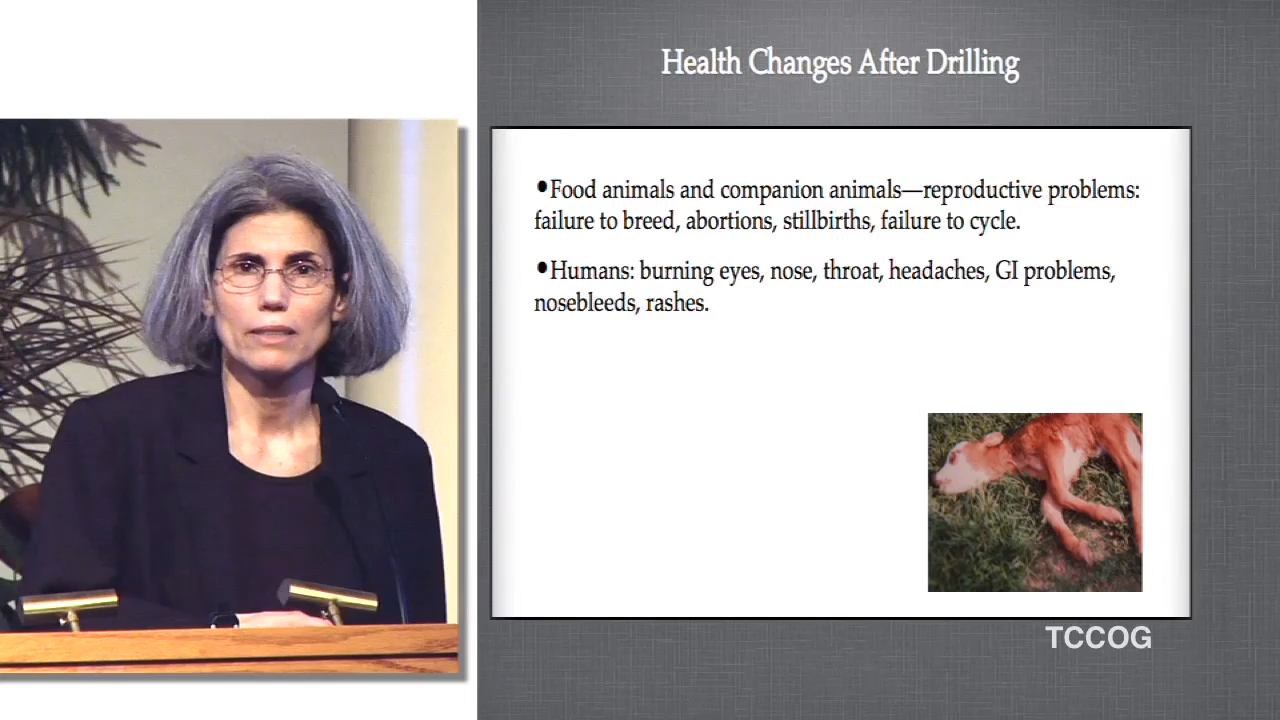 Health Changes After Drilling
•Food animals and companion animals—reproductive problems:
failure to breed, abortions, stillbirths, failure to cycle.
•Humans: burning eyes, nose, throat, headaches, GI problems,
nosebleeds, rashes.
TCCOG